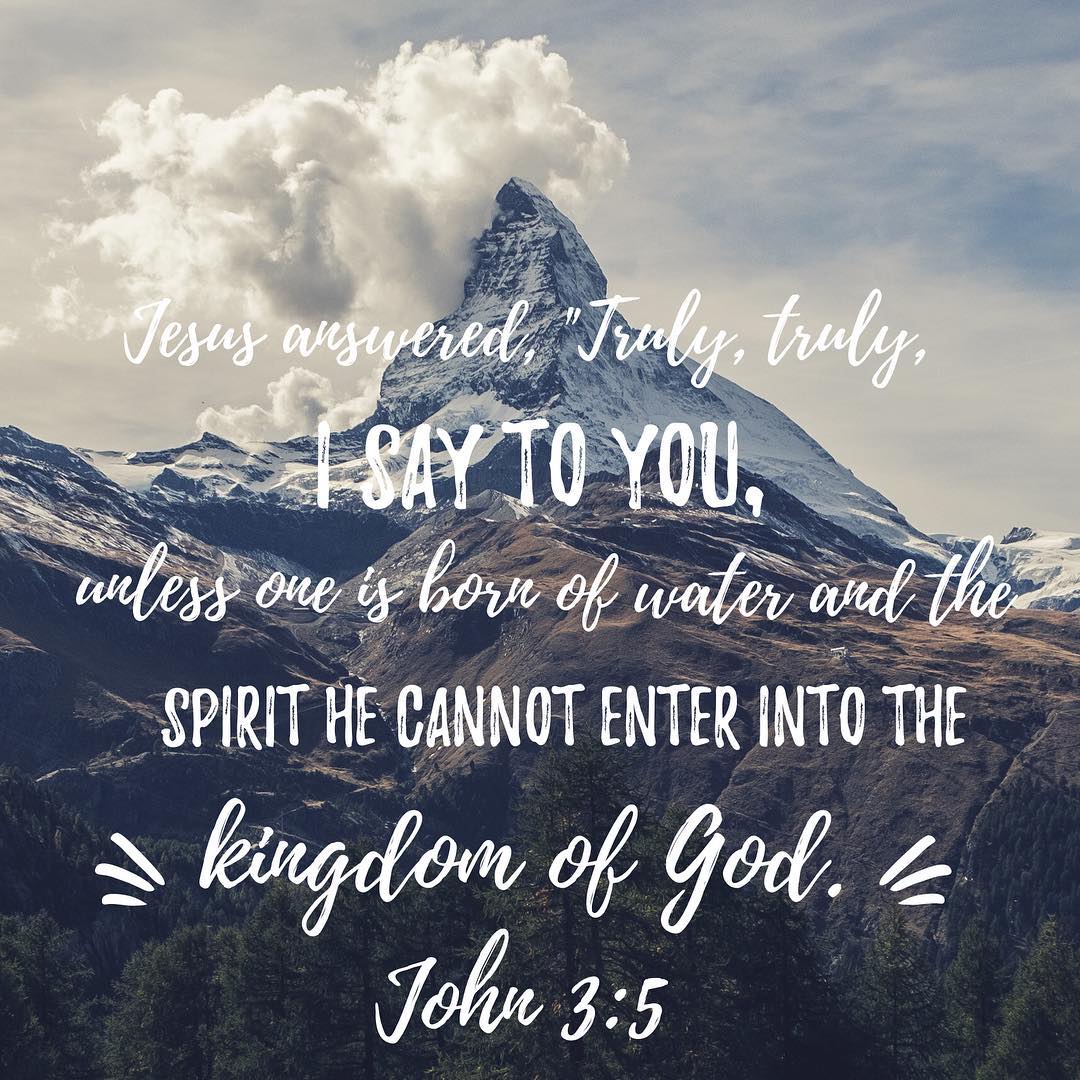 Jesus answered, "Truly, truly,
I SAY TO YOU,
unless one is born of water and the
SPIRIT HE CANNOT ENTER INTO THE
kingdom of God.
John 3:5